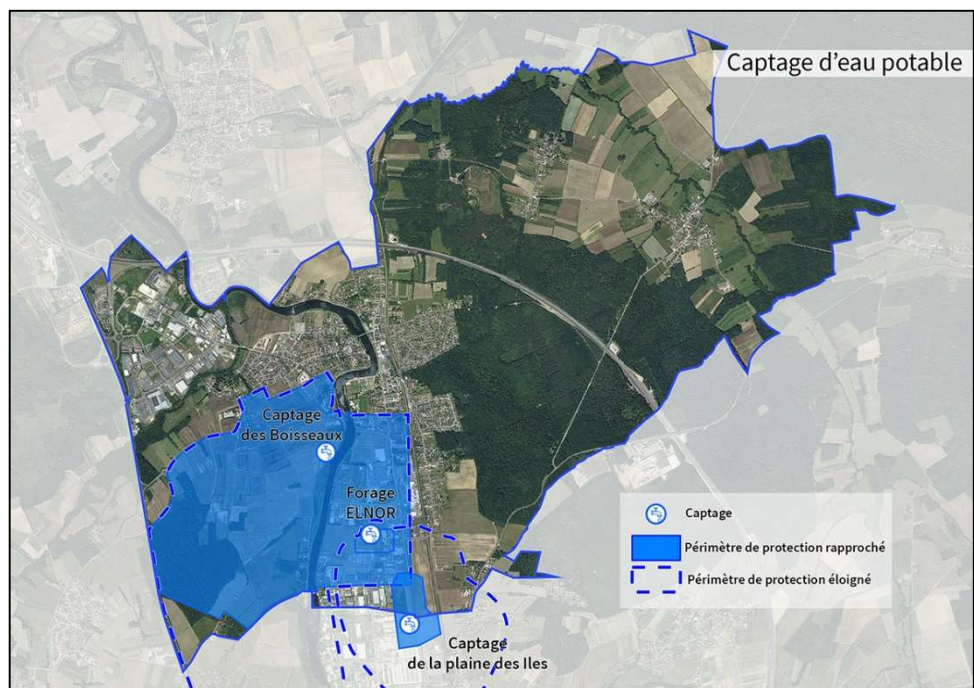 Captage d'eau potable
Captage
des Boisseaux
Forage
ELNOR
Captage
Périmètre de protection rapproché
Périmètre de protection éloigné
Captage
de la plaine des Iles